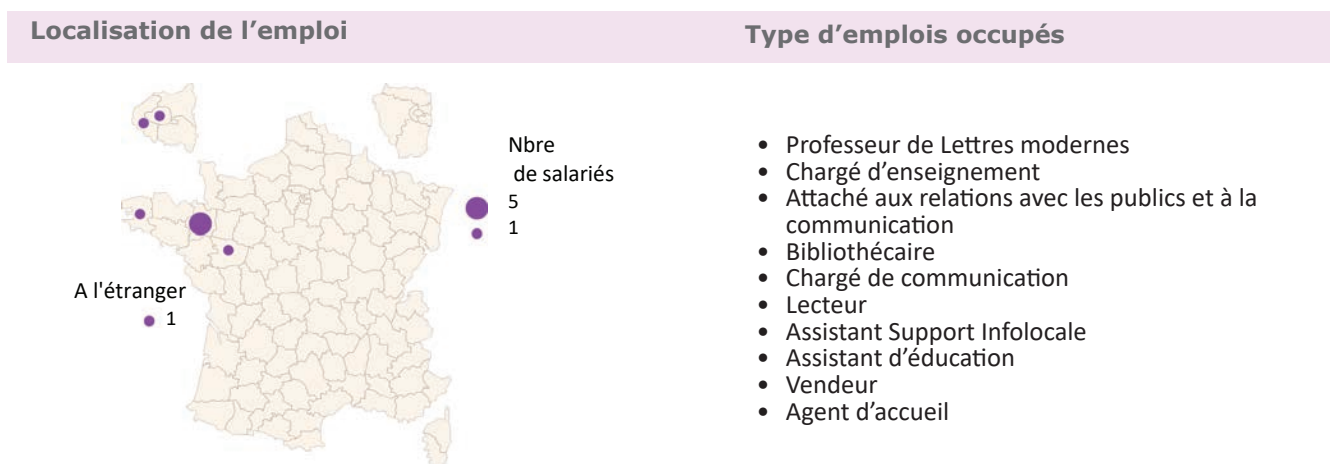 Localisation de l’emploi
Type d’emplois occupés
Nbre
de salariés
5
1
A l'étranger
1
• Professeur de Lettres modernes
• Chargé d’enseignement
• Attaché aux relations avec les publics et à la
communication
• Bibliothécaire
• Chargé de communication
• Lecteur
• Assistant Support Infolocale
• Assistant d’éducation
• Vendeur
• Agent d’accueil